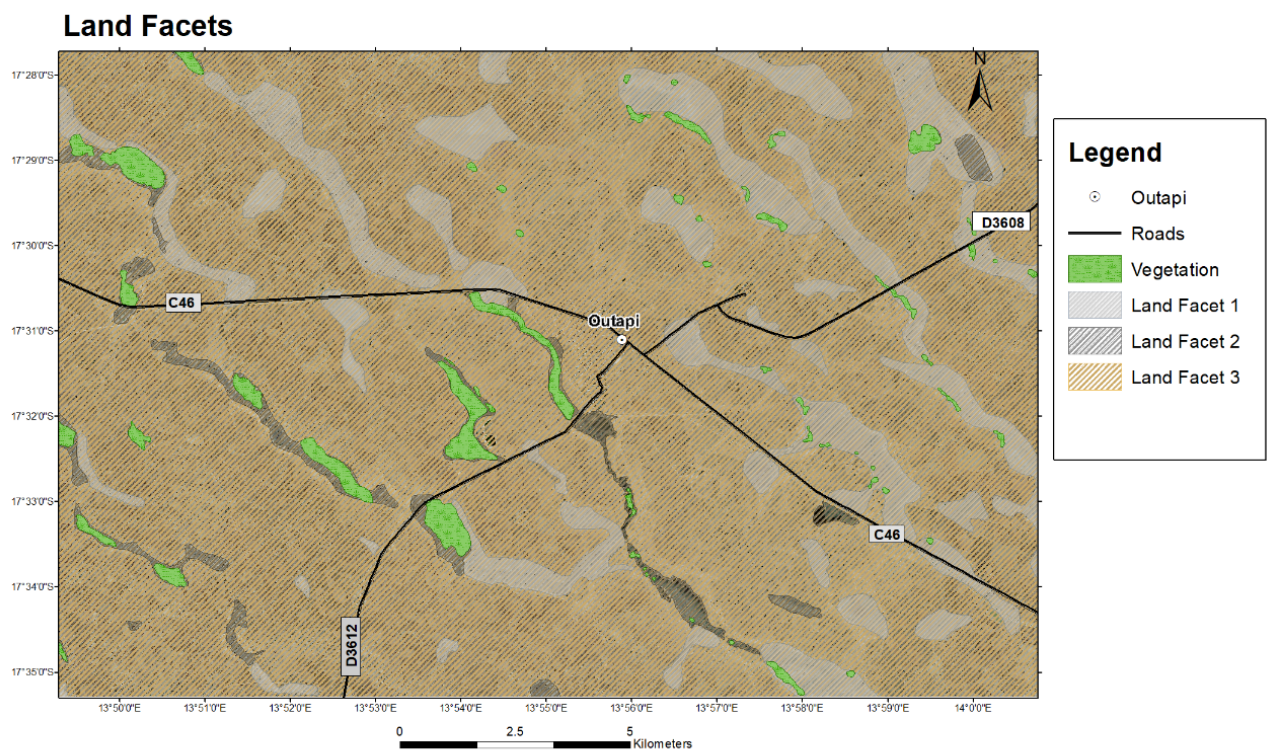 Land Facets
N
17°28'0"S
17°29'0"S
17°30'0"S
17°31'0"S
17°32'0"S
17°33'0"S
17°34'0"S
17°35'0"S
D3608
C46
Outapi
C46
D3612
13°50'0"E
13°51'0"E
13°52'0"E
13°53'0"E
13°54'0"E
13°55'0"E
13°56'0"E
13°57'0"E
13°58'0"E
13°59'0"E
14°0'0"E
0
2.5
5
Kilometers
Legend
Outapi
Roads
Vegetation
Land Facet 1
Land Facet 2
Land Facet 3